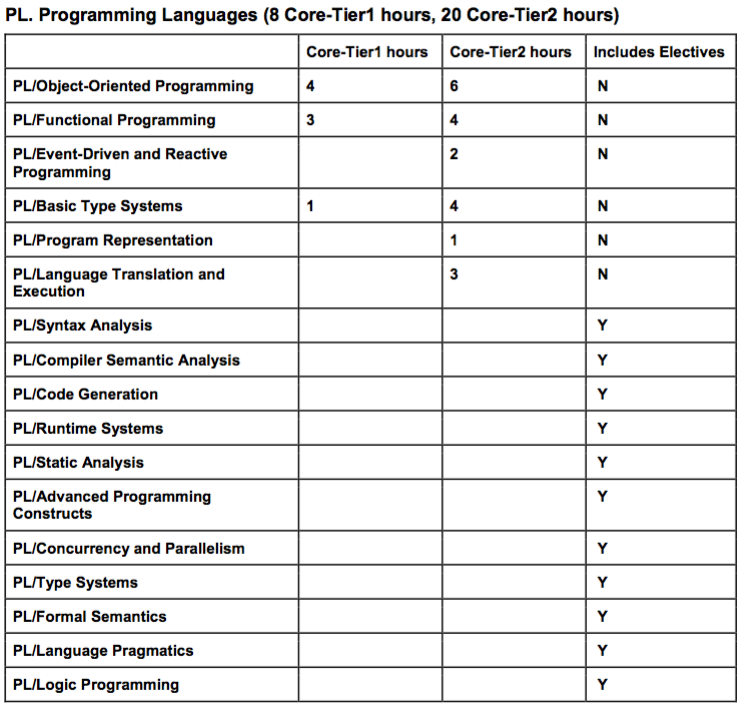 PL. Programming Languages (8 Core-Tier1 hours, 20 Core-Tier2 hours)
Core-Tier1 hours Core-Tier2 hours Includes Electives
PL/Object-Oriented Programming 4 6 N
PL/Functional Programming 3 4 N
PL/Event-Driven and Reactive 2 N
Programming
PL/Basic Type Systems 1 4 N
PL/Program Representation 1 N
PL/Language Translation and 3 N
Execution
PL/Syntax Analysis Y
PL/Compiler Semantic Analysis Y
PL/Code Generation Y
PL/Runtime Systems Y
PL/Static Analysis Y
PL/Advanced Programming Y
Constructs
PL/Concurrency and Parallelism Y
PL/Type Systems Y
PL/Formal Semantics Y
PL/Language Pragmatics Y
PL/Logic Programming Y